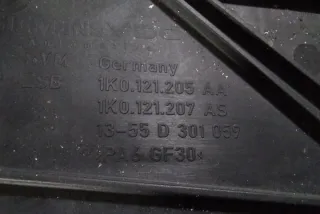 Germany
1K0.121.205 AA
1K0.121.207 AS
13-55 D 301 059
>PA6 GF30<